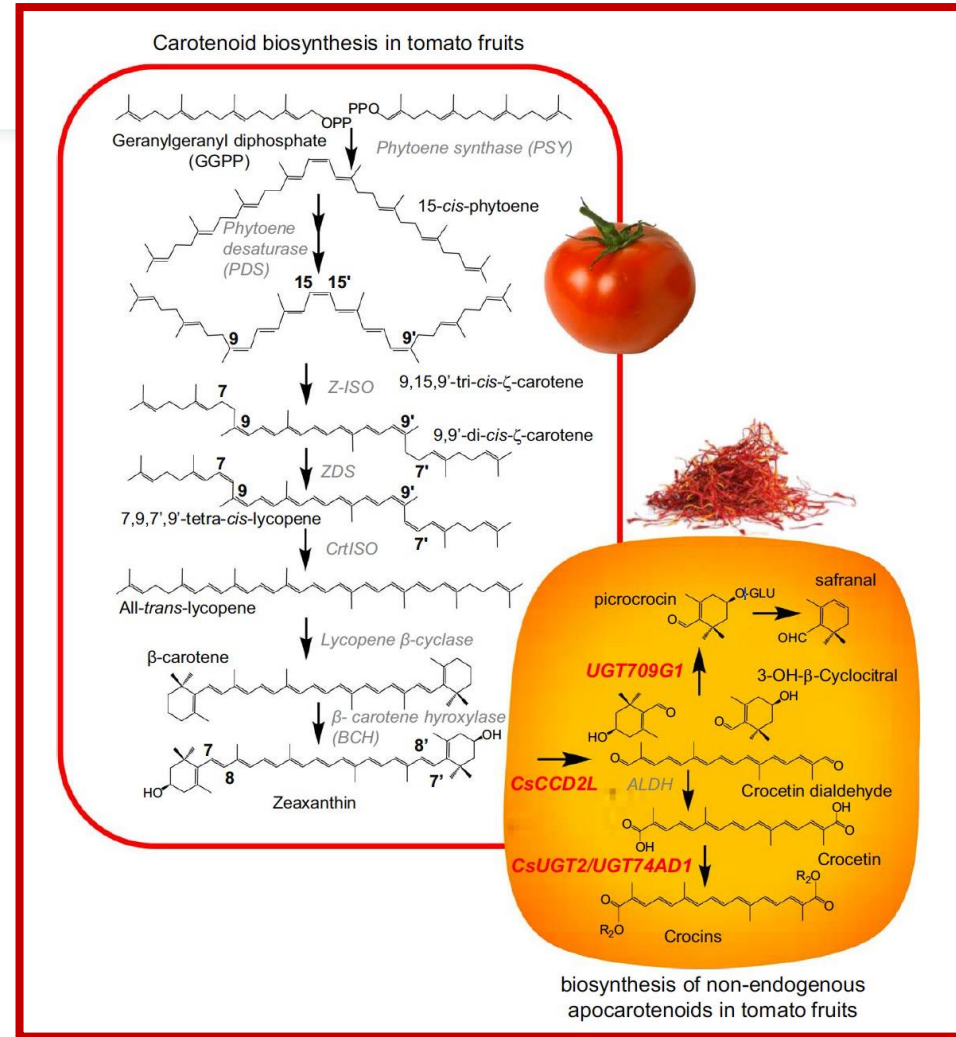 Carotenoid biosynthesis in tomato fruits
OPP
PPO
Geranylgeranyl diphosphate
(GGPP)
Phytoene synthase (PSY)
15-cis-phytoene
Phytoene
desaturase
(PDS)
15 15'
9 9'
Z-ISO
9,15,9'-tri-cis-ζ-carotene
7
9 9'
9,9'-di-cis-ζ-carotene
7'
ZDS
7
9 9'
7,9,7',9'-tetra-cis-lycopene
7'
CrtISO
All-trans-lycopene
Lycopene β-cyclase
β-carotene
β- carotene hyroxylase
(BCH)
OH
7 8'
8 7'
HO
Zeaxanthin
safranal
picrocrocin
O-GLU
O
OHC
UGT709G1
3-OH-β-Cyclocitral
OH
O
O
HO
O
O
CsCCD2L
ALDH
Crocetin dialdehyde
OH
O
O
OH
Crocetin
CsUGT2/UGT74AD1
R₂O
O
O
R₂O
Crocins
biosynthesis of non-endogenous
apocarotenoids in tomato fruits